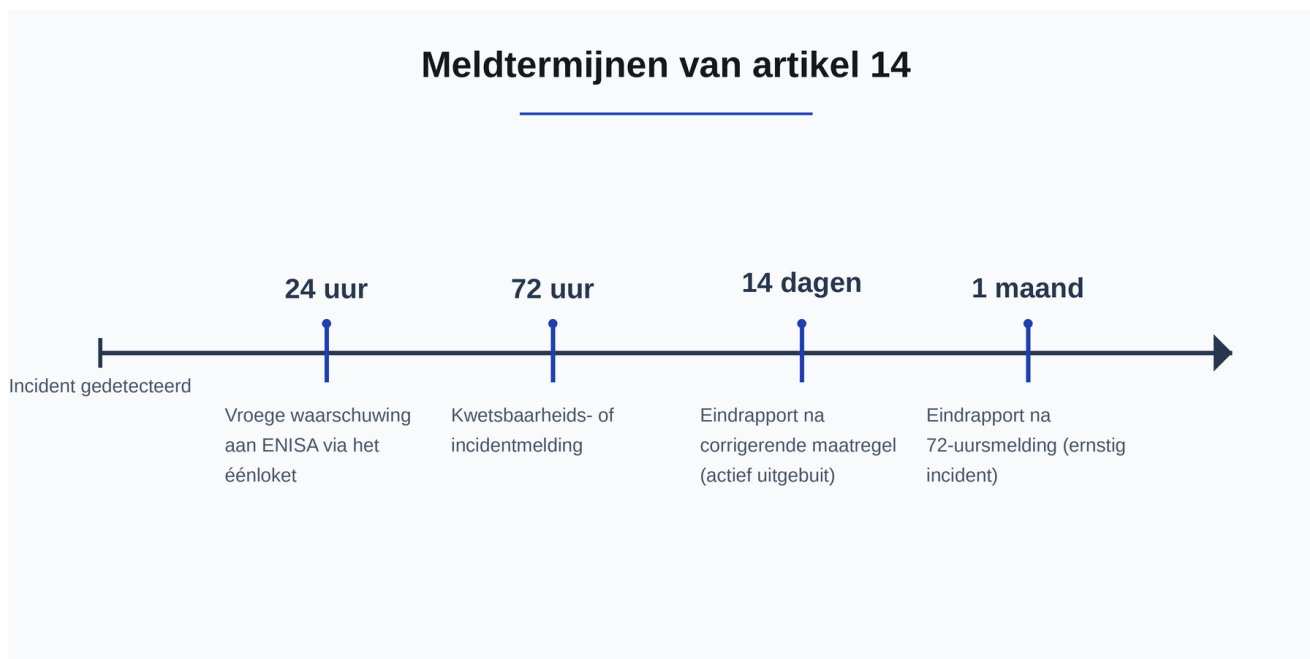 Meldtermijnen van artikel 14
24 uur
72 uur
14 dagen
1 maand
Incident gedetecteerd
Vroege waarschuwing
aan ENISA via het
éénloket
Kwetsbaarheids- of
incidentmelding
Eindrapport na
corrigerende maatregel
(actief uitgebuit)
Eindrapport na
72-uursmelding (ernstig
incident)